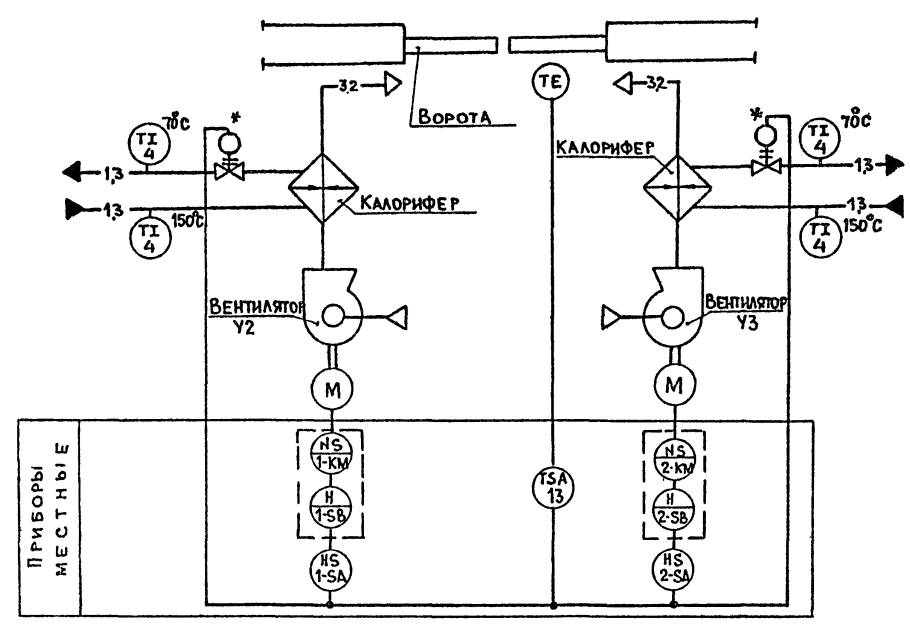 3,2
ТЕ
3,2
ВОРОТА
70°С
*
TI
4
1,3
КАЛОРИФЕР
*
TI
4
70°С
1,3
1,3
150°С
TI
4
КАЛОРИФЕР
1,3
TI
4
150°С
ВЕНТИЛЯТОР
У2
ВЕНТИЛЯТОР
У3
М
М
ПРИБОРЫ
МЕСТНЫЕ
NS
1-KM
H
1-SB
HS
1-SA
TSA
13
NS
2-KM
H
2-SB
HS
2-SA